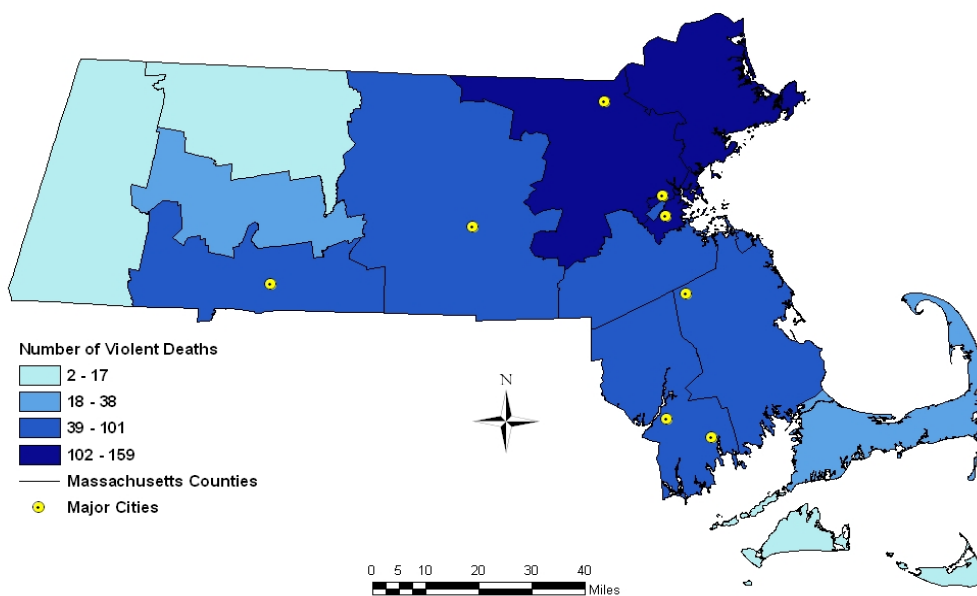 Number of Violent Deaths
2 - 17
18 - 38
39 - 101
102 - 159
Massachusetts Counties
Major Cities
N
0 5 10 20 30 40
Miles